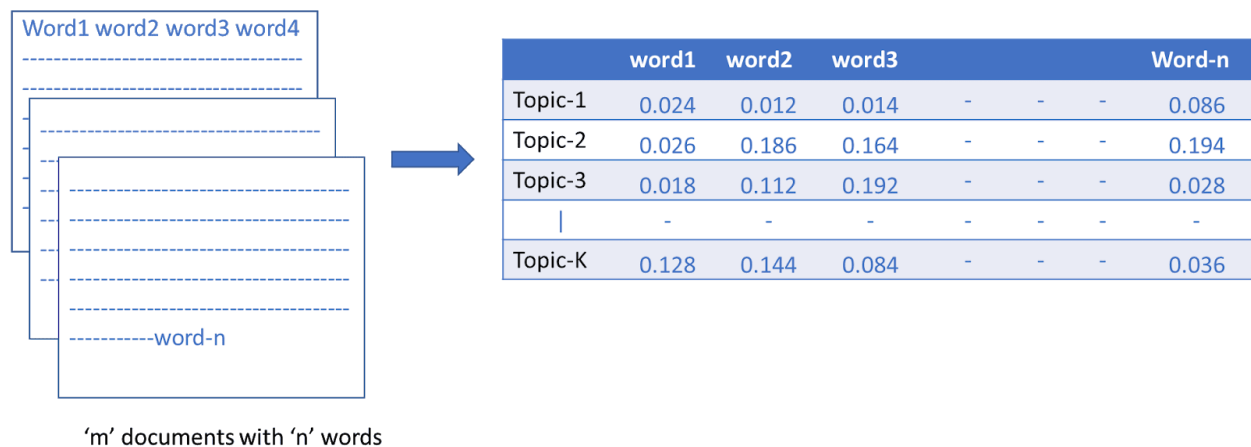 Word1 word2 word3 word4
------------word-n
'm' documents with 'n' words
word1 word2 word3 Word-n
Topic-1 0.024 0.012 0.014 - - - 0.086
Topic-2 0.026 0.186 0.164 - - - 0.194
Topic-3 0.018 0.112 0.192 - - - 0.028
| - - - - - - -
Topic-K 0.128 0.144 0.084 - - - 0.036